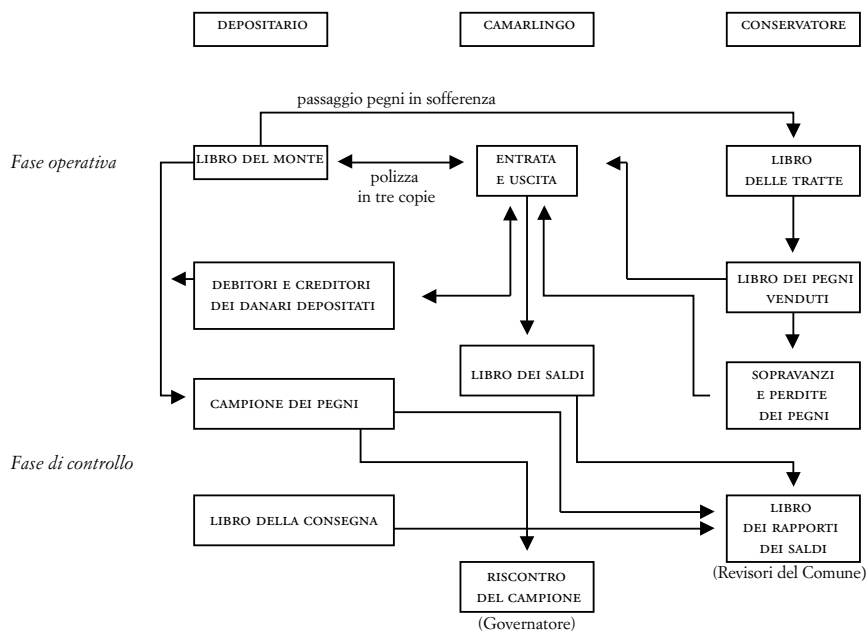 DEPOSITARIO
CAMARLINGO
CONSERVATORE
passaggio pegni in sofferenza
Fase operativa
LIBRO DEL MONTE
polizza
in tre copie
ENTRATA
E USCITA
LIBRO
DELLE TRATTE
DEBITORI E CREDITORI
DEI DANARI DEPOSITATI
LIBRO DEI PEGNI
VENDUTI
LIBRO DEI SALDI
SOPRAVANZI
E PERDITE
DEI PEGNI
CAMPIONE DEI PEGNI
Fase di controllo
LIBRO DELLA CONSEGNA
LIBRO
DEI RAPPORTI
DEI SALDI
(Revisori del Comune)
RISCONTRO
DEL CAMPIONE
(Governatore)